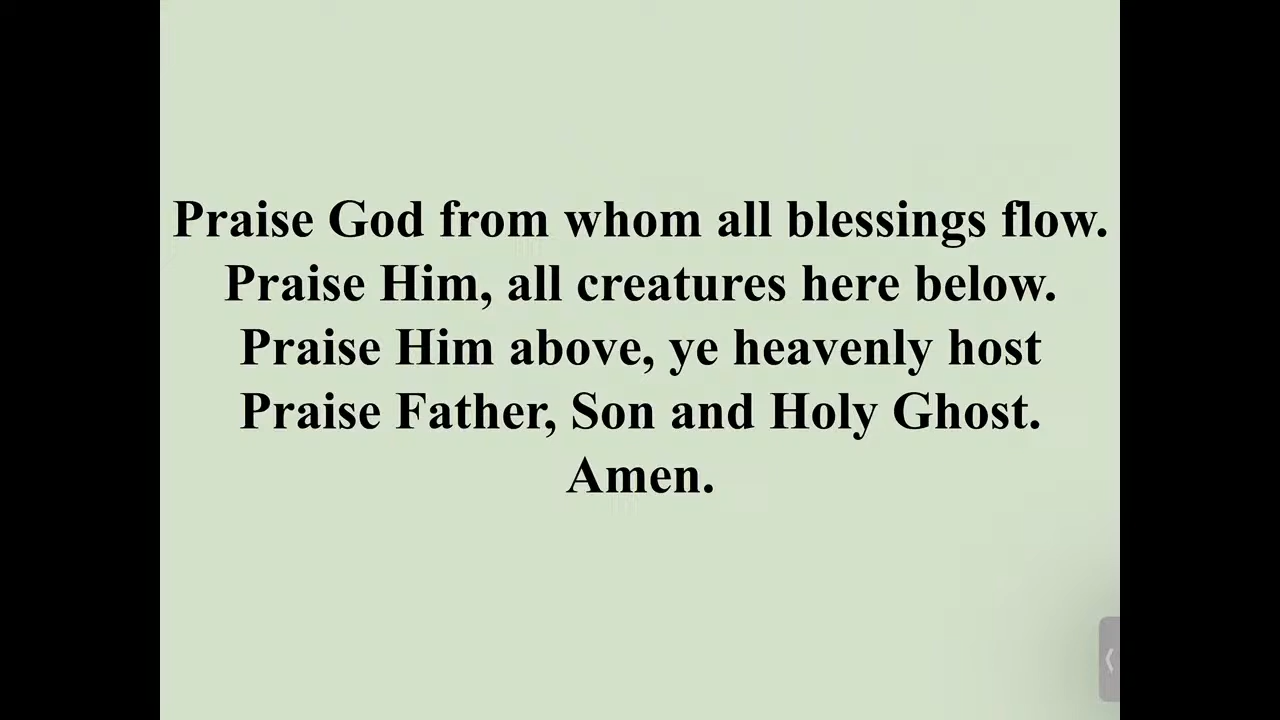 Praise God from whom all blessings flow.
Praise Him, all creatures here below.
Praise Him above, ye heavenly host
Praise Father, Son and Holy Ghost.
Amen.